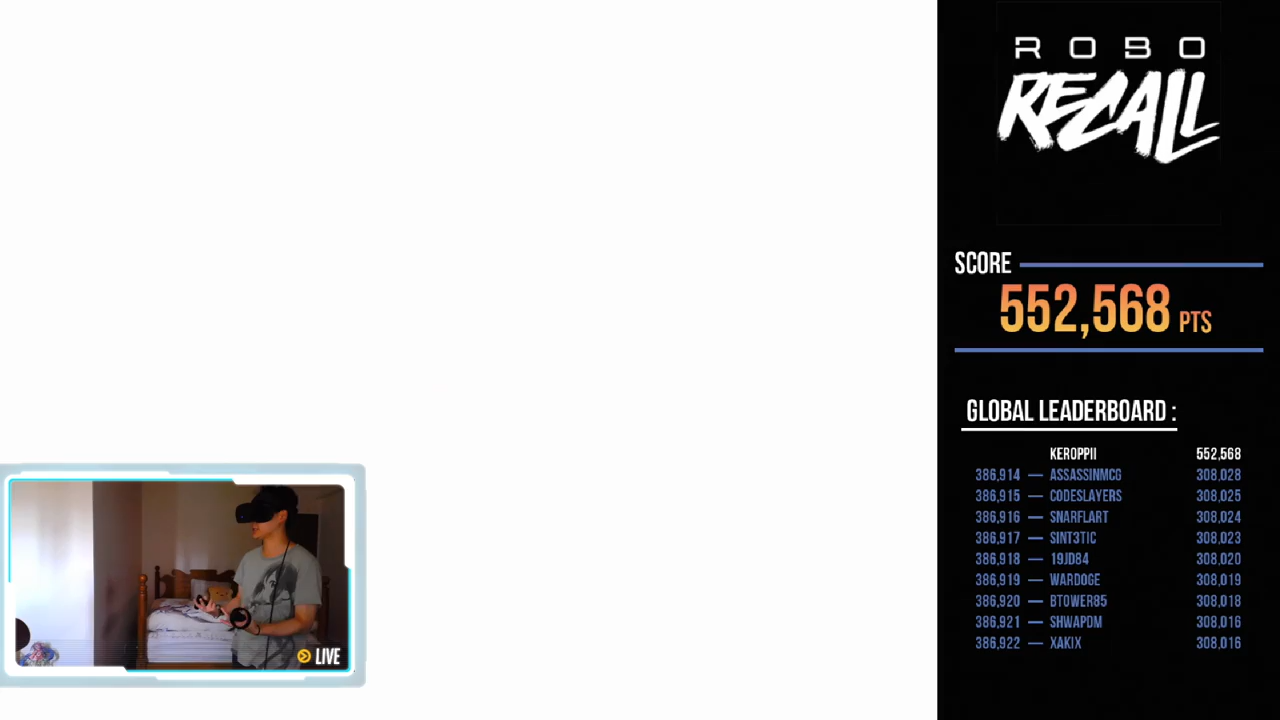 ROBO
RECALL
SCORE
552,568 PTS
GLOBAL LEADERBOARD :
KEROPPII 552,568
386,914 — ASSASSINMCG 308,028
386,915 — CODESLAYERS 308,025
386,916 — SNARFLART 308,024
386,917 — SINT3TIC 308,023
386,918 — 19JD84 308,020
386,919 — WARDOGE 308,019
386,920 — BTOWER85 308,018
386,921 — SHWAPDM 308,016
386,922 — XAKIX 308,016
LIVE